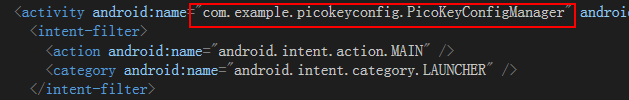 <activity android:name="com.example.picokeyconfig.PicoKeyConfigManager" androi
<intent-filter>
<action android:name="android.intent.action.MAIN" />
<category android:name="android.intent.category.LAUNCHER" />
</intent-filter>